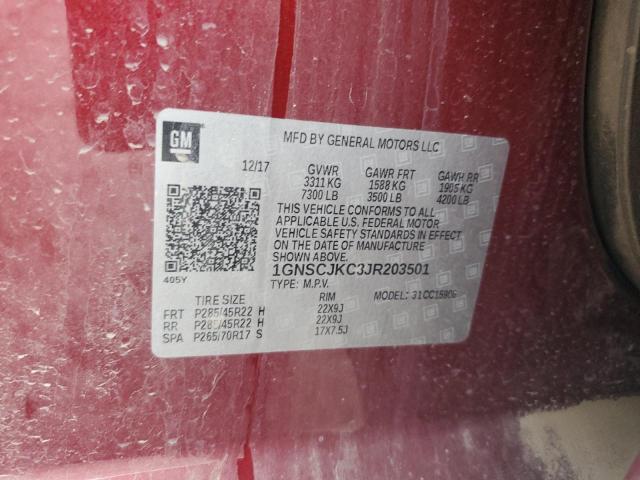 GM
MFD BY GENERAL MOTORS LLC
12/17 GVWR GAWR FRT GAWR RR
3311 KG 1588 KG 1905 KG
7300 LB 3500 LB 4200 LB
THIS VEHICLE CONFORMS TO ALL
APPLICABLE U.S. FEDERAL MOTOR
VEHICLE SAFETY STANDARDS IN EFFECT
ON THE DATE OF MANUFACTURE
SHOWN ABOVE.
1GNSCJKC3JR203501
405Y TYPE: M.P.V. MODEL: 31CC15906
TIRE SIZE RIM
FRT P285/45R22 H 22X9J
RR P285/45R22 H 22X9J
SPA P265/70R17 S 17X7.5J